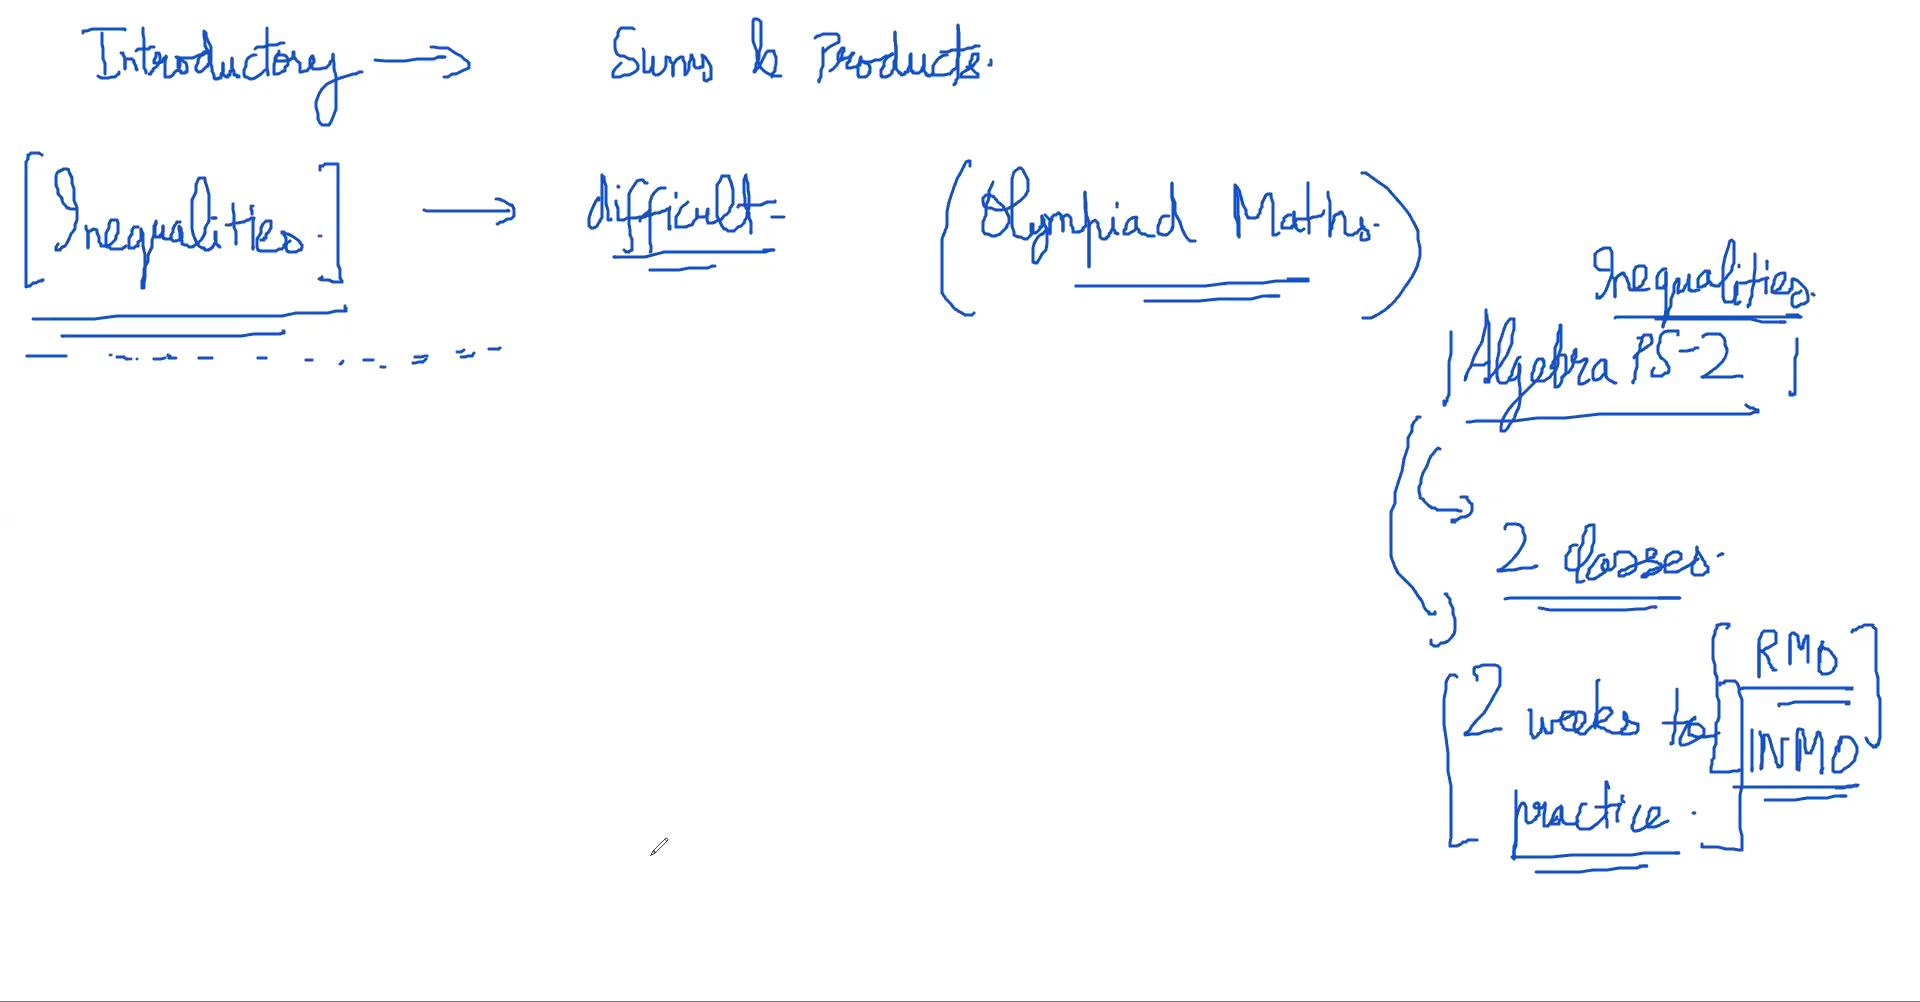 Introductory → Sums & Products.
[Inequalities.] → difficult (Olympiad Maths.)
Inequalities.
Algebra PS-2
2 classes.
[2 weeks to practice.]
[RMO
INMO]